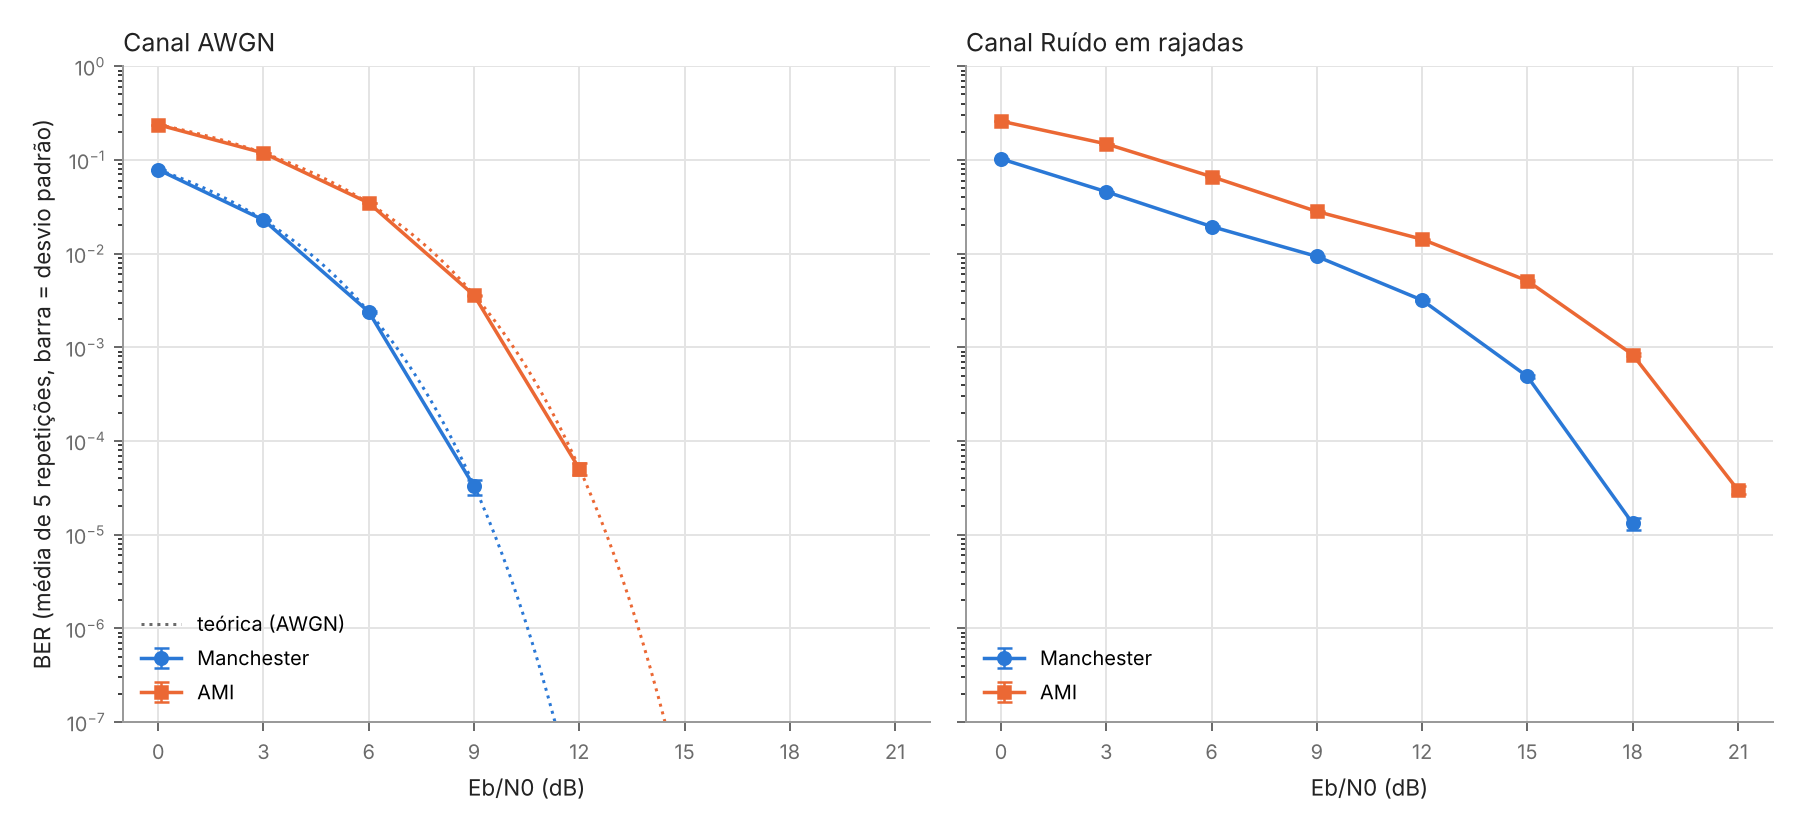 Canal AWGN
10⁰
10⁻¹
10⁻²
10⁻³
10⁻⁴
10⁻⁵
10⁻⁶
10⁻⁷
BER (média de 5 repetições, barra = desvio padrão)
teórica (AWGN)
Manchester
AMI
0 3 6 9 12 15 18 21
Eb/N0 (dB)
Canal Ruído em rajadas
Manchester
AMI
0 3 6 9 12 15 18 21
Eb/N0 (dB)